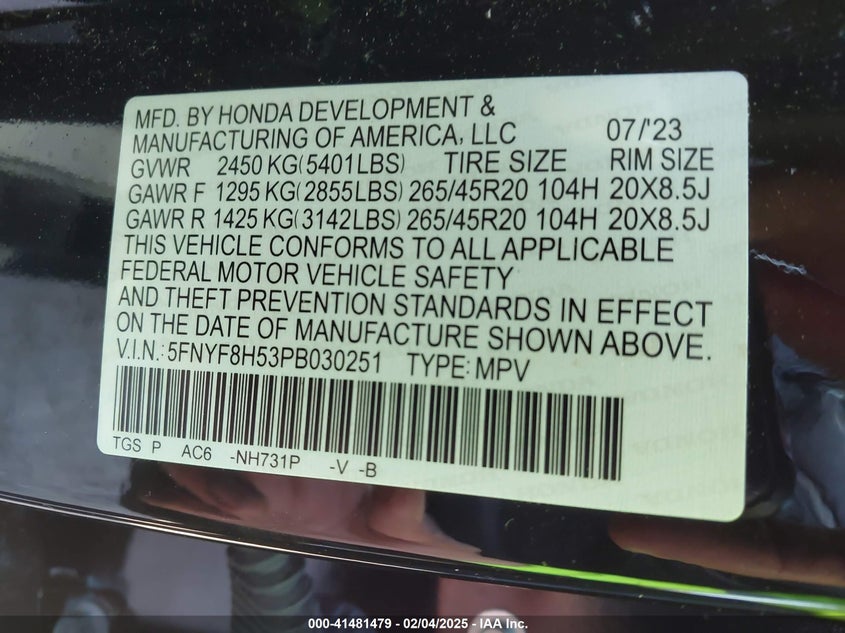 MFD. BY HONDA DEVELOPMENT &
MANUFACTURING OF AMERICA, LLC 07/'23
GVWR 2450 KG(5401LBS) TIRE SIZE RIM SIZE
GAWR F 1295 KG(2855LBS) 265/45R20 104H 20X8.5J
GAWR R 1425 KG(3142LBS) 265/45R20 104H 20X8.5J
THIS VEHICLE CONFORMS TO ALL APPLICABLE
FEDERAL MOTOR VEHICLE SAFETY
AND THEFT PREVENTION STANDARDS IN EFFECT
ON THE DATE OF MANUFACTURE SHOWN ABOVE.
V.I.N.: 5FNYF8H53PB030251 TYPE: MPV
TGS P AC6 -NH731P -V -B
000-41481479 - 02/04/2025 - IAA Inc.